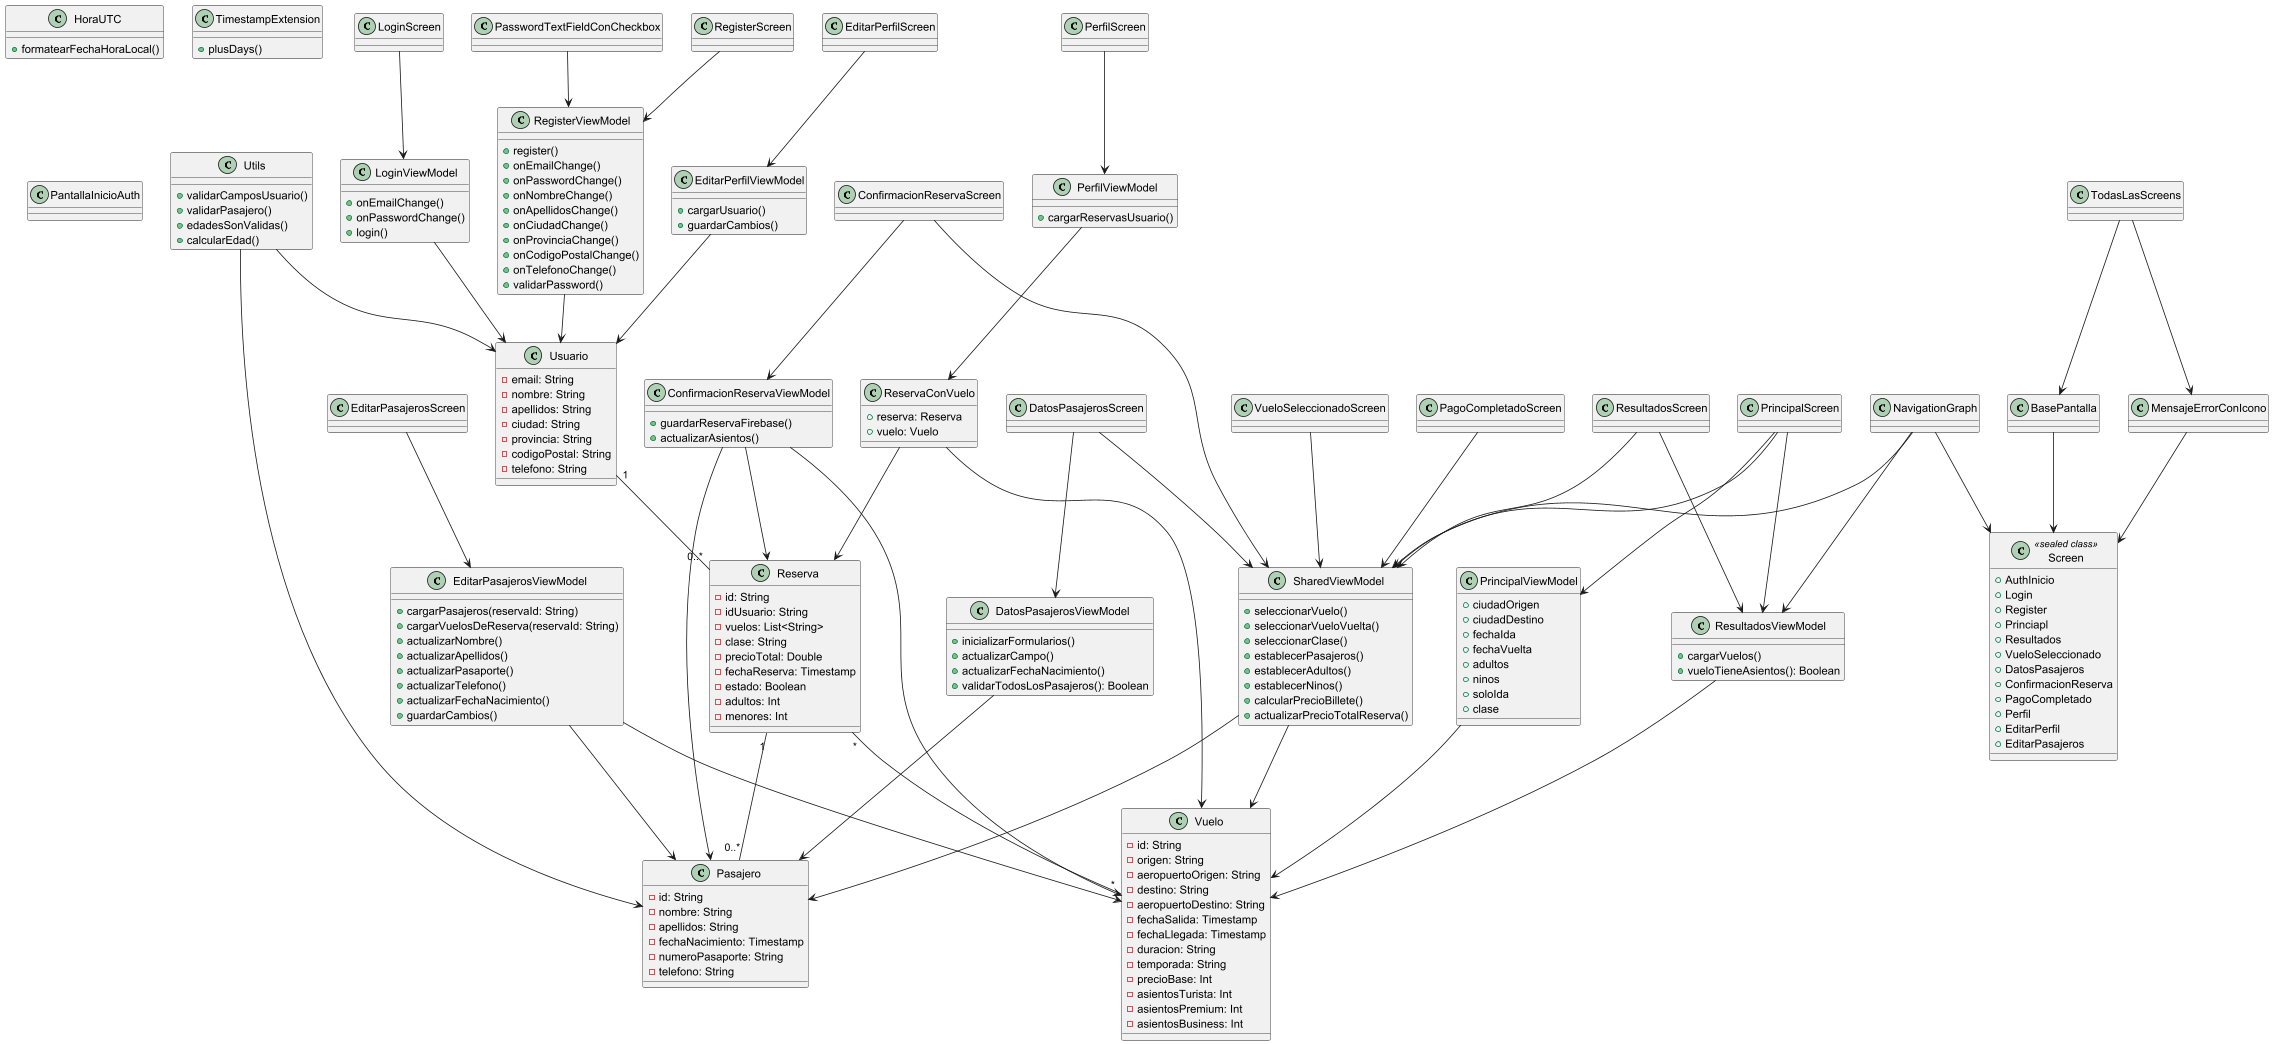 HoraUTC
formatearFechaHoraLocal()
TimestampExtension
plusDays()
LoginScreen
PasswordTextFieldConCheckbox
RegisterScreen
EditarPerfilScreen
PerfilScreen
PantallaInicioAuth
Utils
validarCamposUsuario()
validarPasajero()
edadesSonValidas()
calcularEdad()
LoginViewModel
onEmailChange()
onPasswordChange()
login()
RegisterViewModel
register()
onEmailChange()
onPasswordChange()
onNombreChange()
onApellidosChange()
onCiudadChange()
onProvinciaChange()
onCodigoPostalChange()
onTelefonoChange()
validarPassword()
EditarPerfilViewModel
cargarUsuario()
guardarCambios()
ConfirmacionReservaScreen
PerfilViewModel
cargarReservasUsuario()
TodasLasScreens
EditarPasajerosScreen
Usuario
email: String
nombre: String
apellidos: String
ciudad: String
provincia: String
codigoPostal: String
telefono: String
1
0..*
ConfirmacionReservaViewModel
guardarReservaFirebase()
actualizarAsientos()
ReservaConVuelo
reserva: Reserva
vuelo: Vuelo
DatosPasajerosScreen
VueloSeleccionadoScreen
PagoCompletadoScreen
ResultadosScreen
PrincipalScreen
NavigationGraph
BasePantalla
MensajeErrorConIcono
EditarPasajerosViewModel
cargarPasajeros(reservaId: String)
cargarVuelosDeReserva(reservaId: String)
actualizarNombre()
actualizarApellidos()
actualizarPasaporte()
actualizarTelefono()
actualizarFechaNacimiento()
guardarCambios()
Reserva
id: String
idUsuario: String
vuelos: List<String>
clase: String
precioTotal: Double
fechaReserva: Timestamp
estado: Boolean
adultos: Int
menores: Int
1
*
0..*
*
DatosPasajerosViewModel
inicializarFormularios()
actualizarCampo()
actualizarFechaNacimiento()
validarTodosLosPasajeros(): Boolean
SharedViewModel
seleccionarVuelo()
seleccionarVueloVuelta()
seleccionarClase()
establecerPasajeros()
establecerAdultos()
establecerNinos()
calcularPrecioBillete()
actualizarPrecioTotalReserva()
PrincipalViewModel
ciudadOrigen
ciudadDestino
fechaIda
fechaVuelta
adultos
ninos
soloIda
clase
ResultadosViewModel
cargarVuelos()
vueloTieneAsientos(): Boolean
«sealed class»
Screen
AuthInicio
Login
Register
Princiapl
Resultados
VueloSeleccionado
DatosPasajeros
ConfirmacionReserva
PagoCompletado
Perfil
EditarPerfil
EditarPasajeros
Pasajero
id: String
nombre: String
apellidos: String
fechaNacimiento: Timestamp
numeroPasaporte: String
telefono: String
Vuelo
id: String
origen: String
aeropuertoOrigen: String
destino: String
aeropuertoDestino: String
fechaSalida: Timestamp
fechaLlegada: Timestamp
duracion: String
temporada: String
precioBase: Int
asientosTurista: Int
asientosPremium: Int
asientosBusiness: Int